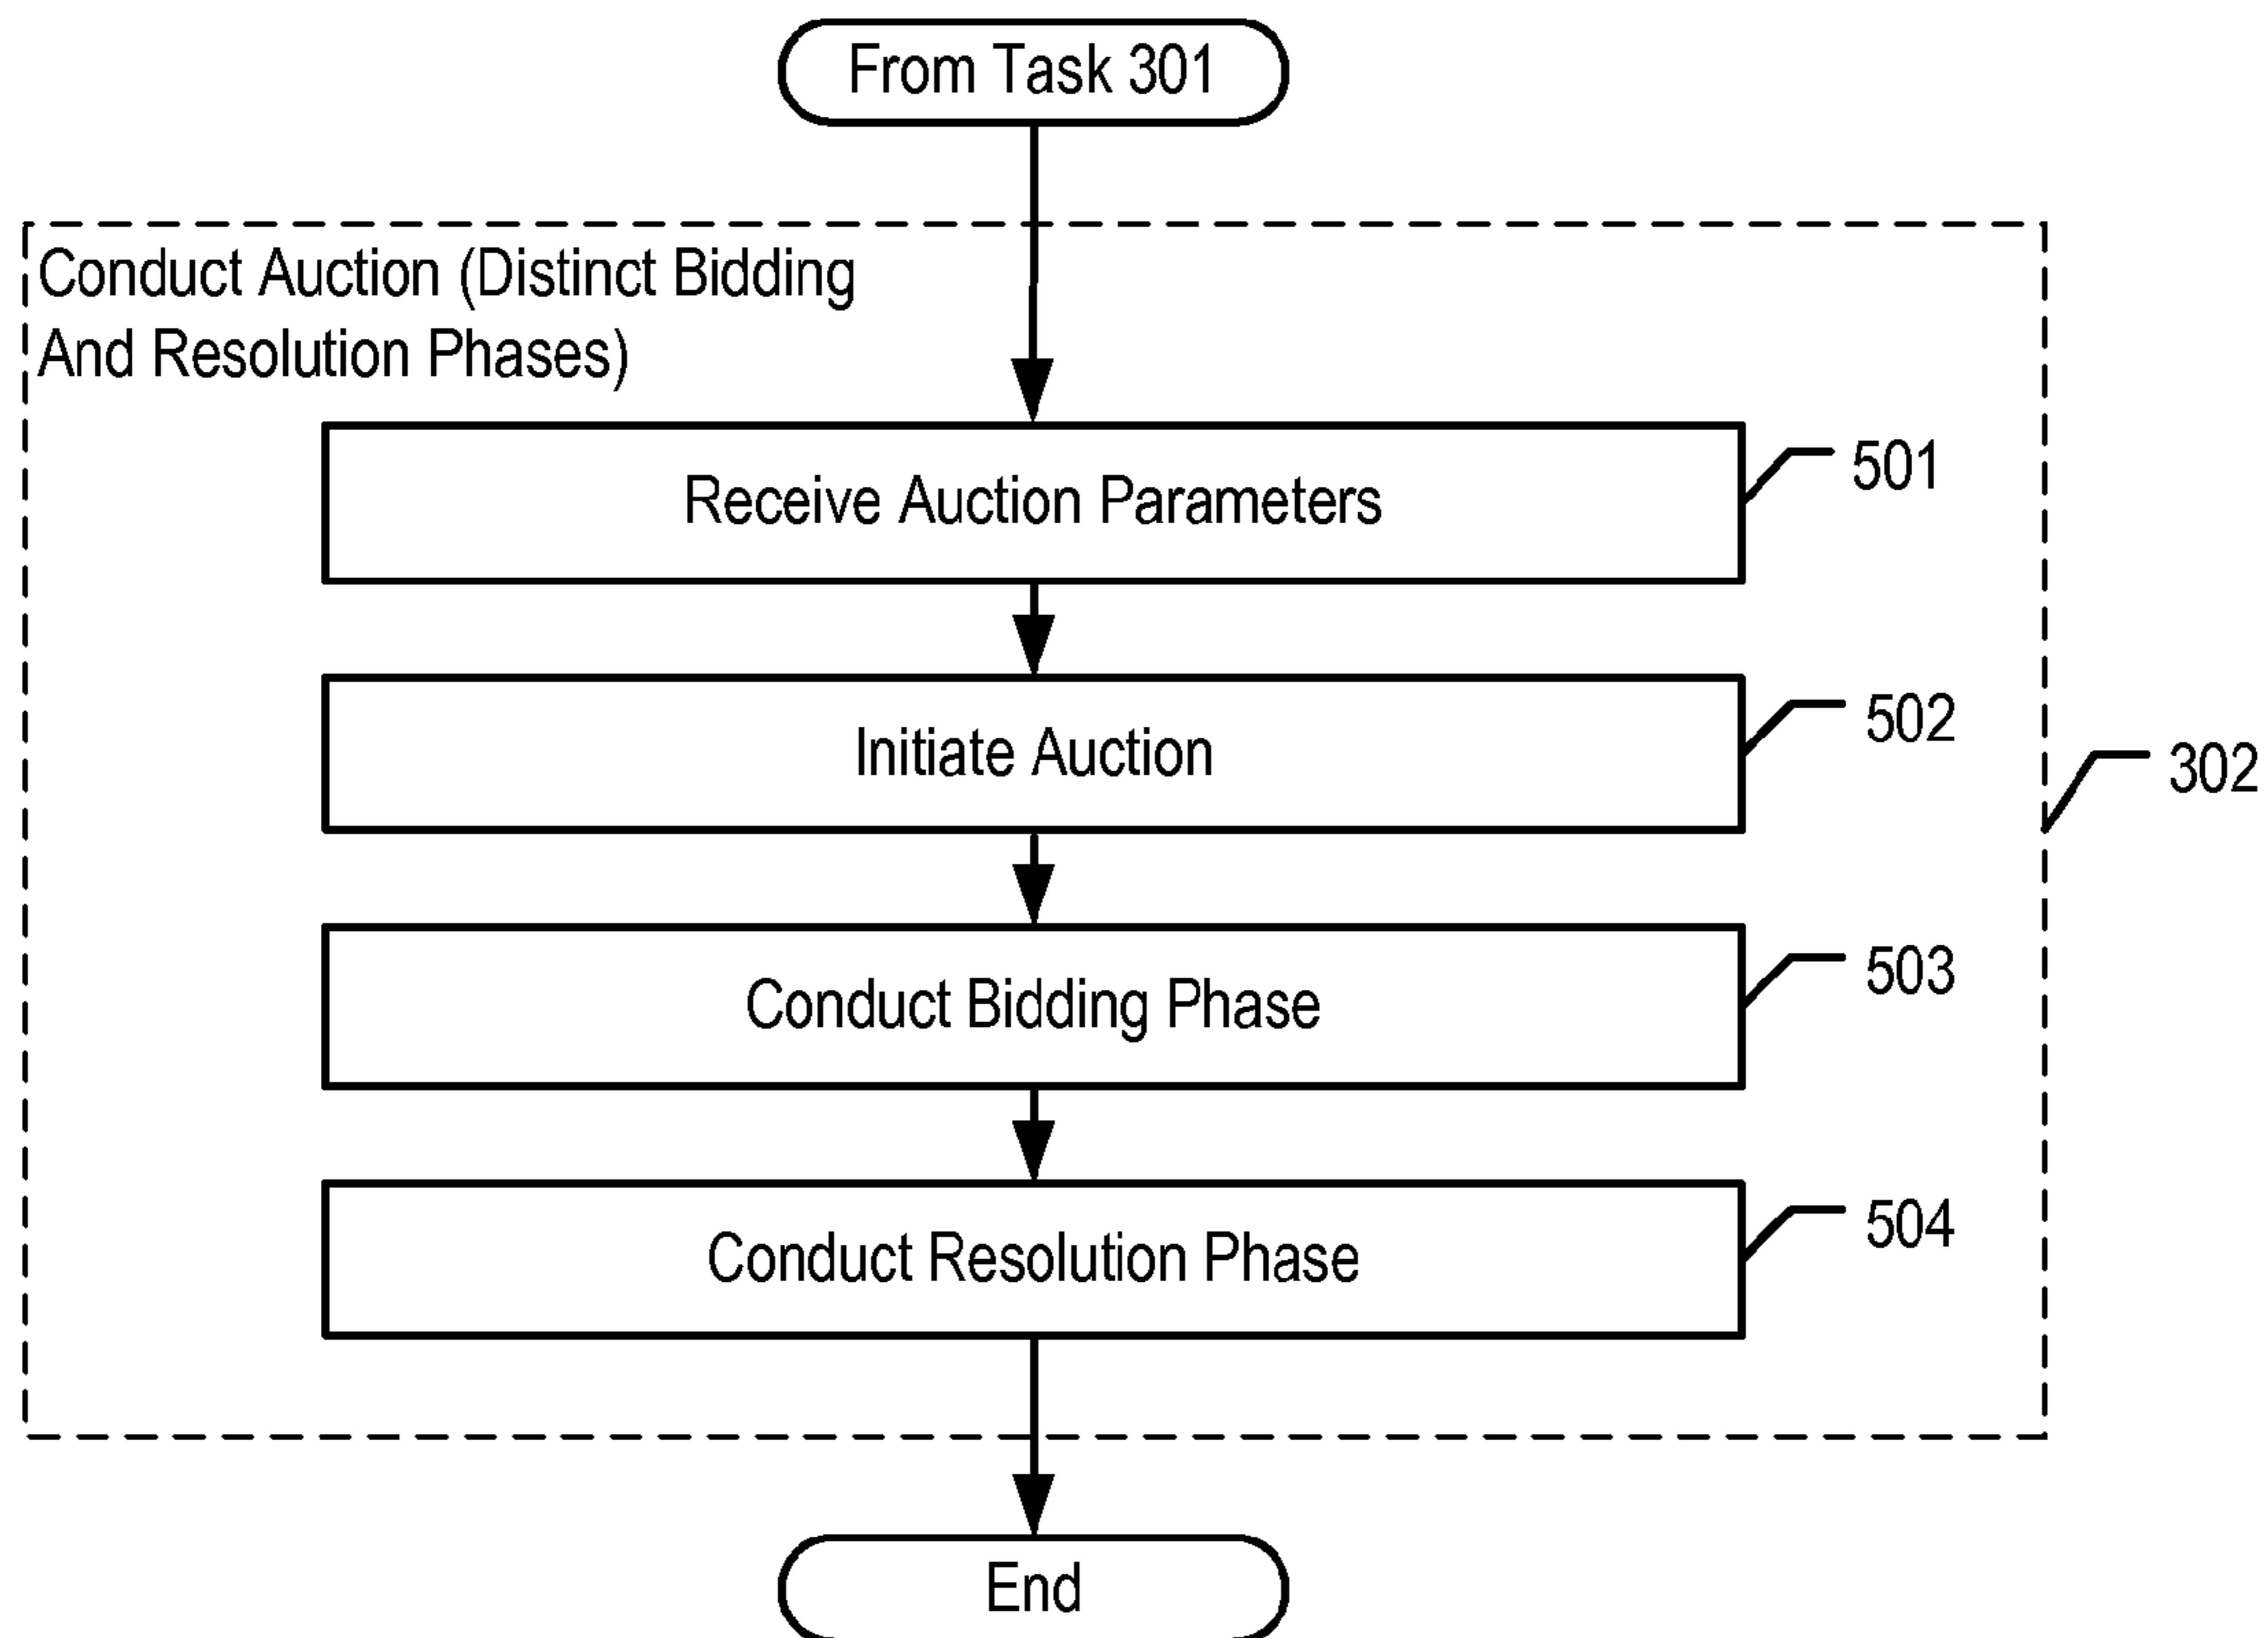 From Task 301
Conduct Auction (Distinct Bidding
And Resolution Phases)
Receive Auction Parameters
501
Initiate Auction
502
302
Conduct Bidding Phase
503
Conduct Resolution Phase
504
End